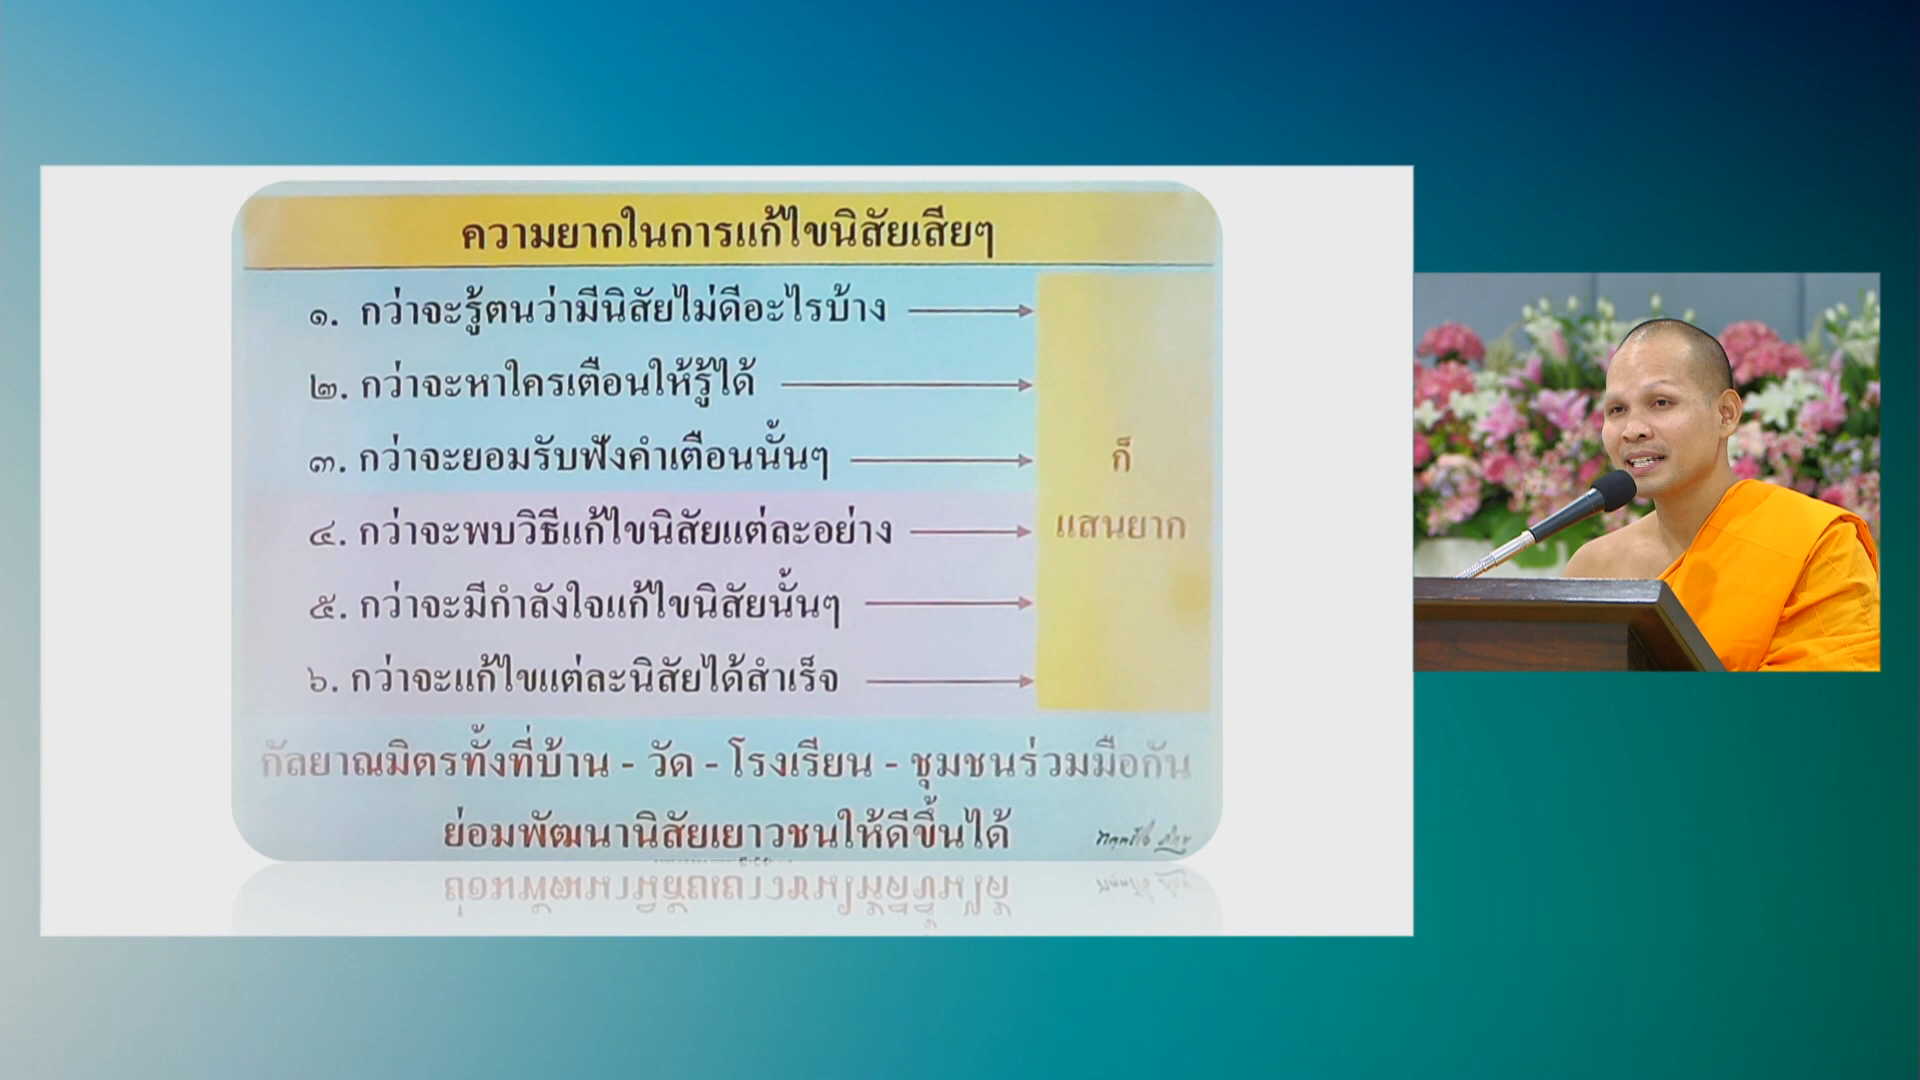 ความยากในการแก้ไขนิสัยเสียๆ
๑. กว่าจะรู้ตนว่ามีนิสัยไม่ดีอะไรบ้าง
๒. กว่าจะหาใครเตือนให้รู้ได้
๓. กว่าจะยอมรับฟังคำเตือนนั้นๆ
๔. กว่าจะพบวิธีแก้ไขนิสัยแต่ละอย่าง
๕. กว่าจะมีกำลังใจแก้ไขนิสัยนั้นๆ
๖. กว่าจะแก้ไขแต่ละนิสัยได้สำเร็จ
ก็
แสนยาก
กัลยาณมิตรทั้งที่บ้าน - วัด - โรงเรียน - ชุมชนร่วมมือกัน
ย่อมพัฒนานิสัยเยาวชนให้ดีขึ้นได้